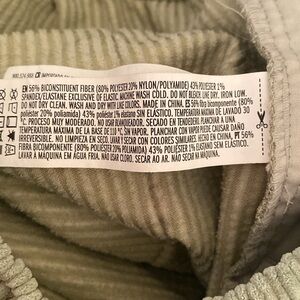 EN 56% BICONSTITUENT FIBER (80% POLYESTER 20% NYLON/POLYAMIDE) 43% POLYESTER 1%
SPANDEX/ELASTANE EXCLUSIVE OF ELASTIC MACHINE WASH COLD. DO NOT BLEACH. LINE DRY. IRON LOW.
DO NOT DRY CLEAN. WASH AND DRY WITH LIKE COLORS. MADE IN CHINA. ES 56% fibra bicomponente (80%
poliéster 20% poliamida) 43% poliéster 1% elastano SIN ELÁSTICO. TEMPERATURA MÁXIMA DE LAVADO 30
ºC. PROCESO MUY MODERADO. NO USAR BLANQUEADOR. SECADO EN TENDEDERO. PLANCHAR A UNA
TEMPERATURA MÁXIMA DE LA BASE DE 110 °C. SIN VAPOR. PLANCHAR CON VAPOR PUEDE CAUSAR DAÑO
IRREVERSIBLE. NO LIMPIAR EN SECO. LAVAR Y SECAR CON COLORES SIMILARES. HECHO EN CHINA. PT 56%
FIBRA BICOMPONENTE (80% POLIÉSTER 20% POLIAMIDA) 43% POLIÉSTER 1% ELASTANO SEM ELÁSTICO.
LAVAR À MÁQUINA EM ÁGUA FRIA. NÃO USAR CLORO. SECAR AO AR. NÃO SECAR NA MÁQUINA.